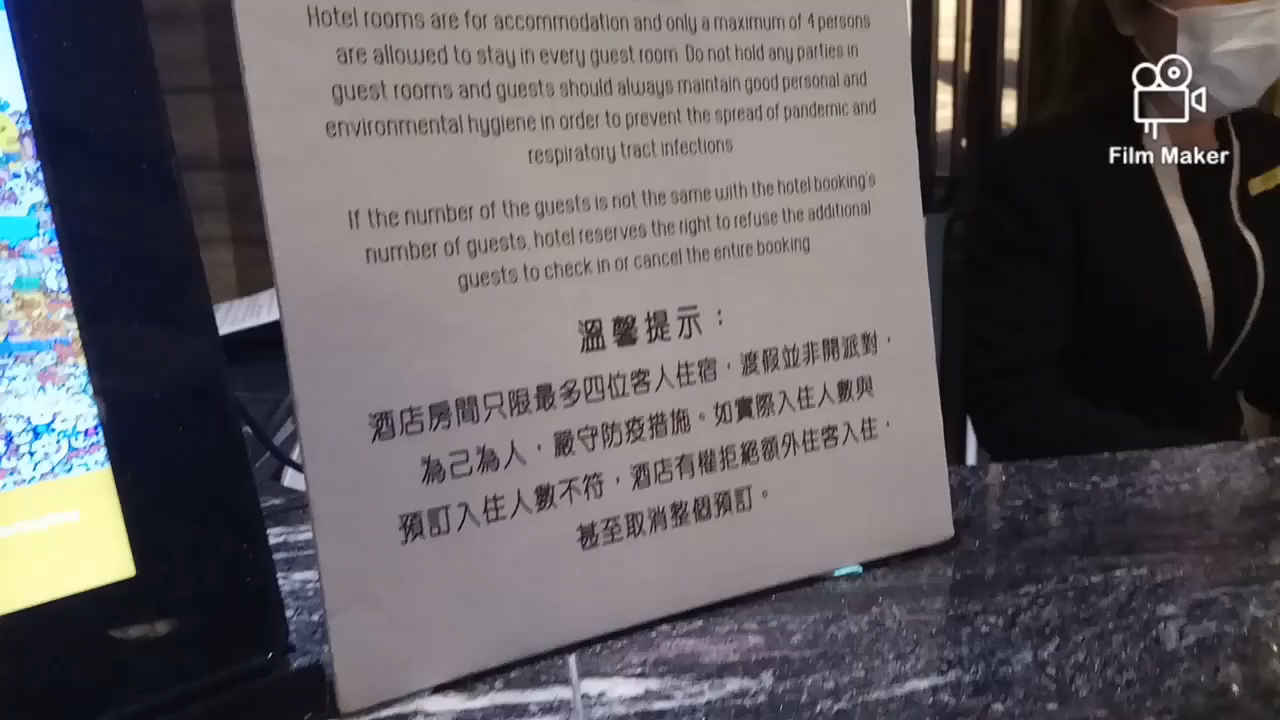 Hotel rooms are for accommodation and only a maximum of 4 persons
are allowed to stay in every guest room. Do not hold any parties in
guest rooms and guests should always maintain good personal and
environmental hygiene in order to prevent the spread of pandemic and
respiratory tract infections
If the number of the guests is not the same with the hotel booking's
number of guests, hotel reserves the right to refuse the additional
guests to check in or cancel the entire booking
溫馨提示：
酒店房間只限最多四位客人住宿，渡假並非開派對，
為己為人，嚴守防疫措施。如實際入住人數與
預訂入住人數不符，酒店有權拒絕額外住客入住，
甚至取消整個預訂。
Film Maker